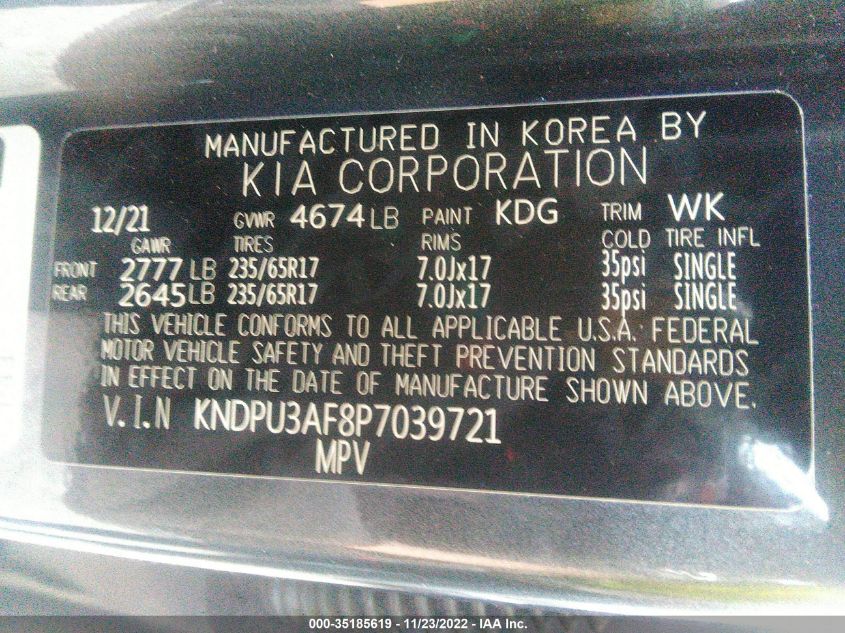 MANUFACTURED IN KOREA BY
KIA CORPORATION
12/21 GVWR 4674 LB PAINT KDG TRIM WK
GAWR TIRES RIMS COLD TIRE INFL
FRONT 2777 LB 235/65R17 7.0Jx17 35psi SINGLE
REAR 2645 LB 235/65R17 7.0Jx17 35psi SINGLE
THIS VEHICLE CONFORMS TO ALL APPLICABLE U.S.A. FEDERAL
MOTOR VEHICLE SAFETY AND THEFT PREVENTION STANDARDS
IN EFFECT ON THE DATE OF MANUFACTURE SHOWN ABOVE.
V.I.N KNDPU3AF8P7039721
MPV
000-35185619 - 11/23/2022 - IAA Inc.